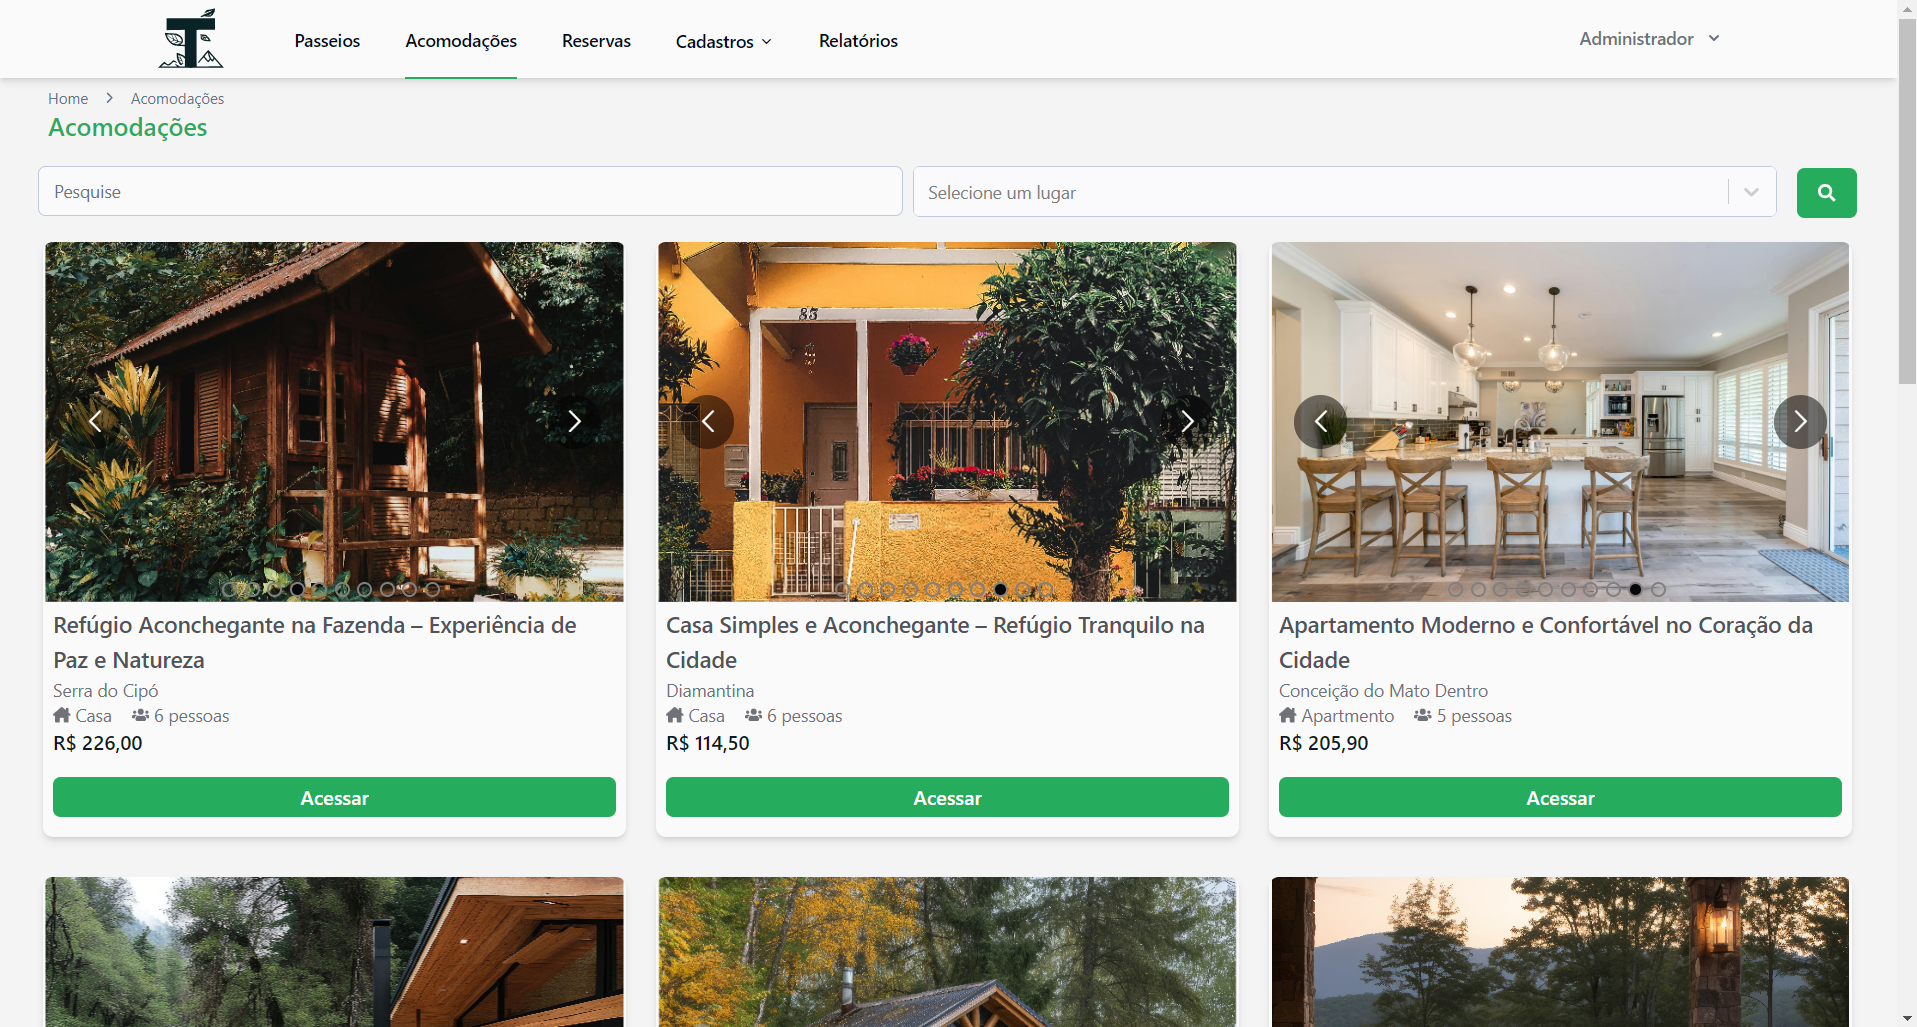 Passeios Acomodações Reservas Cadastros Relatórios Administrador
Home Acomodações
Acomodações
Pesquise Selecione um lugar
83
Refúgio Aconchegante na Fazenda – Experiência de
Paz e Natureza
Serra do Cipó
Casa 6 pessoas
R$ 226,00
Acessar
Casa Simples e Aconchegante – Refúgio Tranquilo na
Cidade
Diamantina
Casa 6 pessoas
R$ 114,50
Acessar
Apartamento Moderno e Confortável no Coração da
Cidade
Conceição do Mato Dentro
Apartmento 5 pessoas
R$ 205,90
Acessar